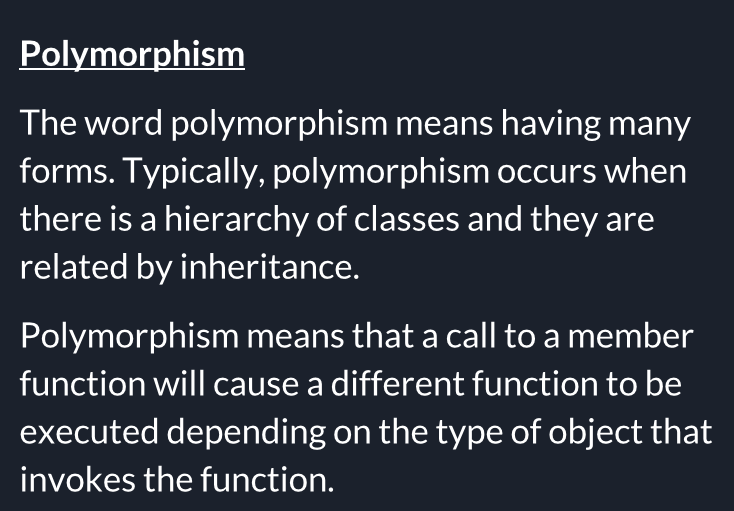 Polymorphism
The word polymorphism means having many
forms. Typically, polymorphism occurs when
there is a hierarchy of classes and they are
related by inheritance.
Polymorphism means that a call to a member
function will cause a different function to be
executed depending on the type of object that
invokes the function.